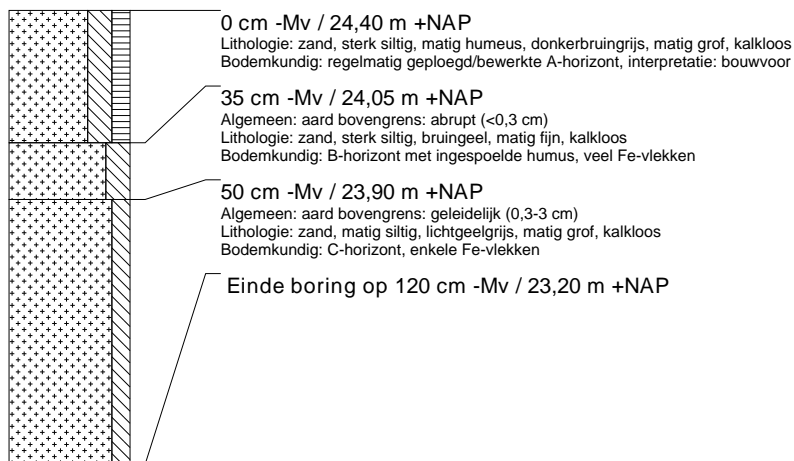 0 cm -Mv / 24,40 m +NAP
Lithologie: zand, sterk siltig, matig humeus, donkerbruingrijs, matig grof, kalkloos
Bodemkundig: regelmatig geploegd/bewerkte A-horizont, interpretatie: bouwvoor
35 cm -Mv / 24,05 m +NAP
Algemeen: aard bovengrens: abrupt (<0,3 cm)
Lithologie: zand, sterk siltig, bruingeel, matig fijn, kalkloos
Bodemkundig: B-horizont met ingespoelde humus, veel Fe-vlekken
50 cm -Mv / 23,90 m +NAP
Algemeen: aard bovengrens: geleidelijk (0,3-3 cm)
Lithologie: zand, matig siltig, lichtgeelgrijs, matig grof, kalkloos
Bodemkundig: C-horizont, enkele Fe-vlekken
Einde boring op 120 cm -Mv / 23,20 m +NAP